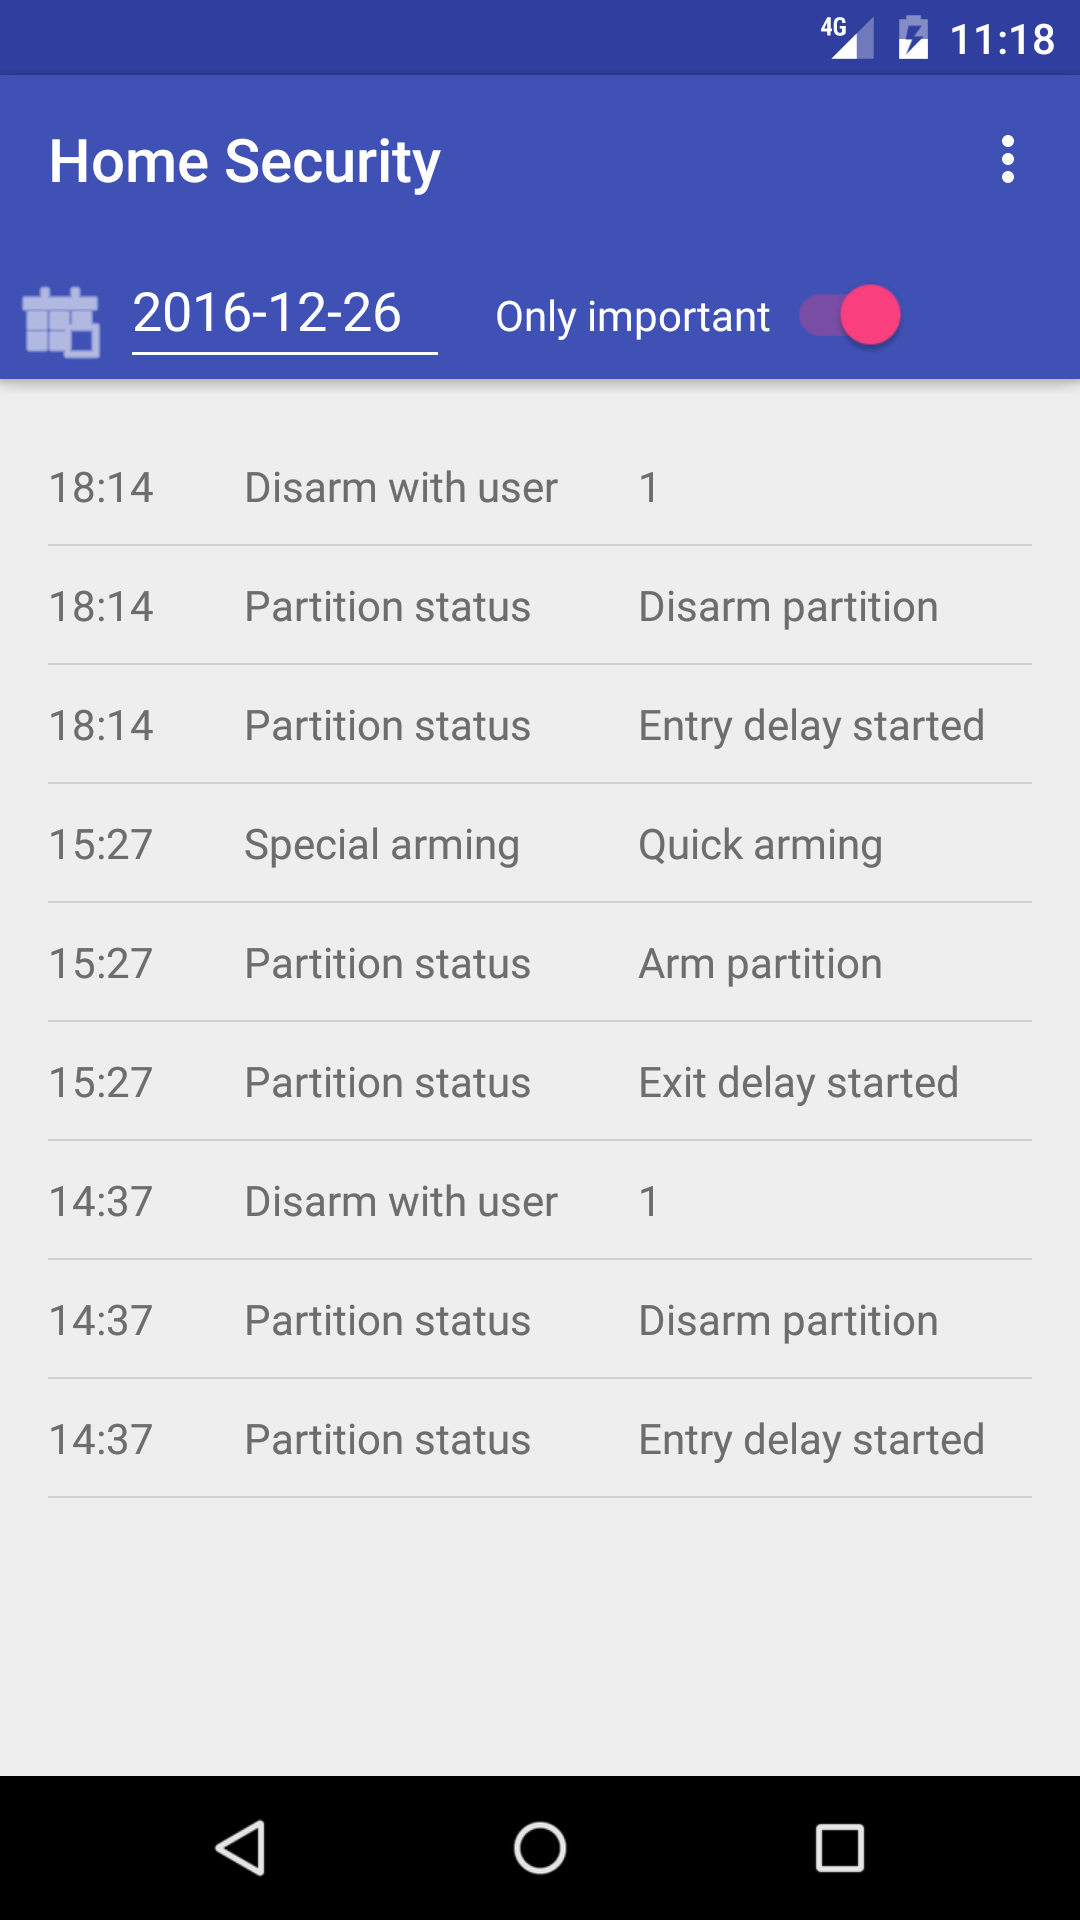 4G 11:18
Home Security
2016-12-26 Only important
18:14 Disarm with user 1
18:14 Partition status Disarm partition
18:14 Partition status Entry delay started
15:27 Special arming Quick arming
15:27 Partition status Arm partition
15:27 Partition status Exit delay started
14:37 Disarm with user 1
14:37 Partition status Disarm partition
14:37 Partition status Entry delay started